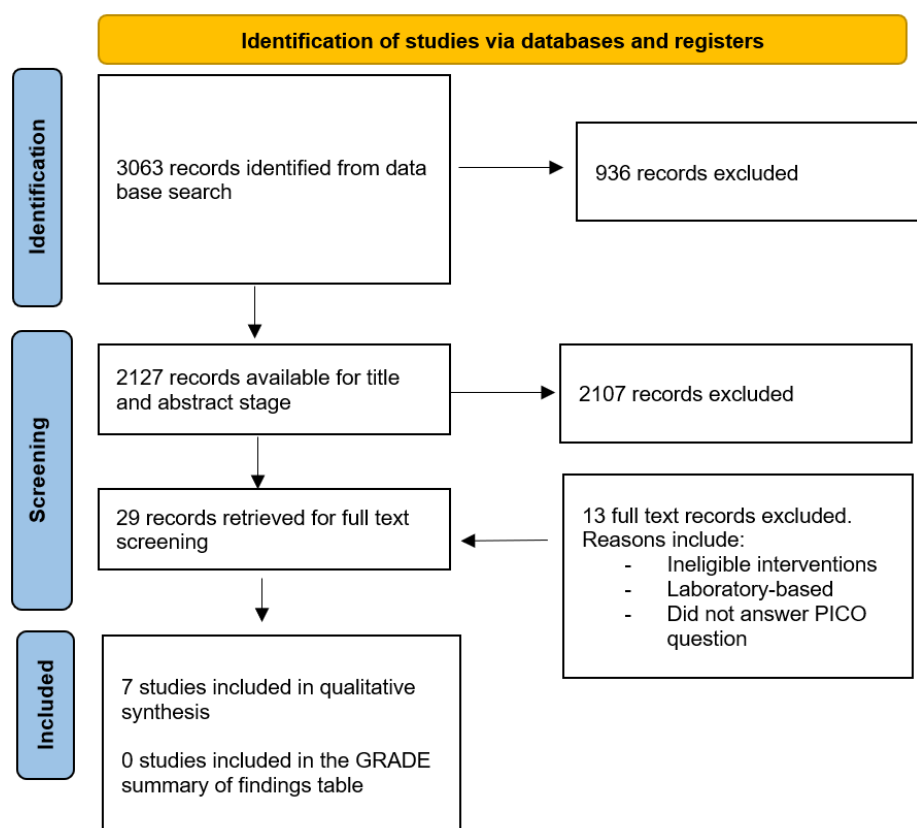 Identification of studies via databases and registers
Identification
3063 records identified from data
base search
936 records excluded
Screening
2127 records available for title
and abstract stage
2107 records excluded
29 records retrieved for full text
screening
13 full text records excluded.
Reasons include:
- Ineligible interventions
- Laboratory-based
- Did not answer PICO
question
Included
7 studies included in qualitative
synthesis
0 studies included in the GRADE
summary of findings table